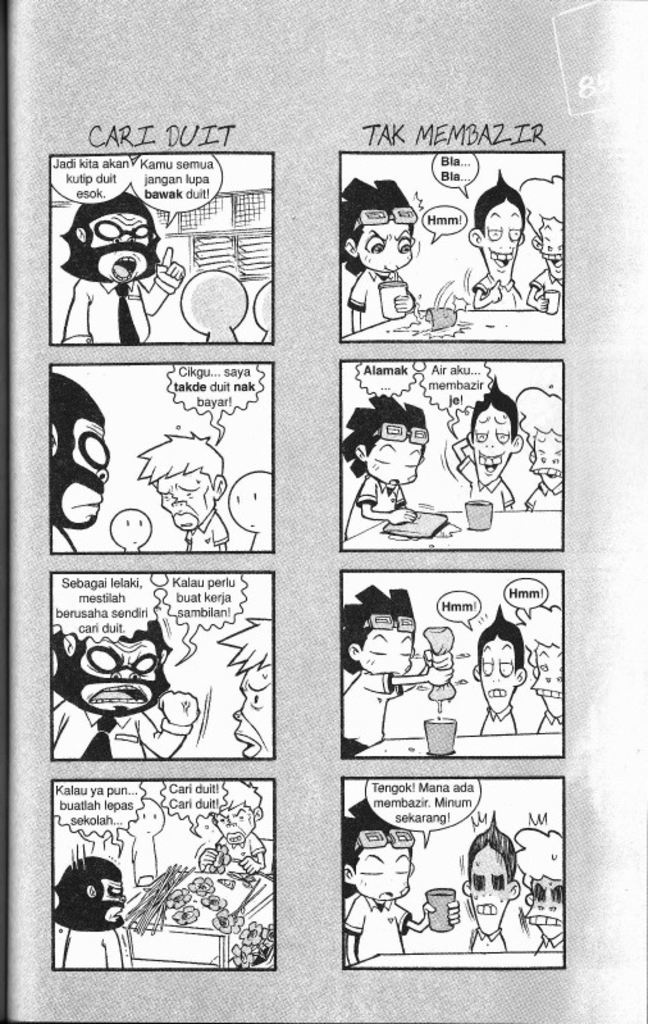 85
CARI DUIT
Jadi kita akan
kutip duit
esok.
Kamu semua
jangan lupa
bawak duit!
Cikgu... saya
takde duit nak
bayar!
Sebagai lelaki,
mestilah
berusaha sendiri
cari duit.
Kalau perlu
buat kerja
sambilan!
Kalau ya pun...
buatlah lepas
sekolah...
Cari duit!
Cari duit!
TAK MEMBAZIR
Bla...
Bla...
Hmm!
Alamak
...
Air aku...
membazir
je!
Hmm!
Hmm!
Tengok! Mana ada
membazir. Minum
sekarang!